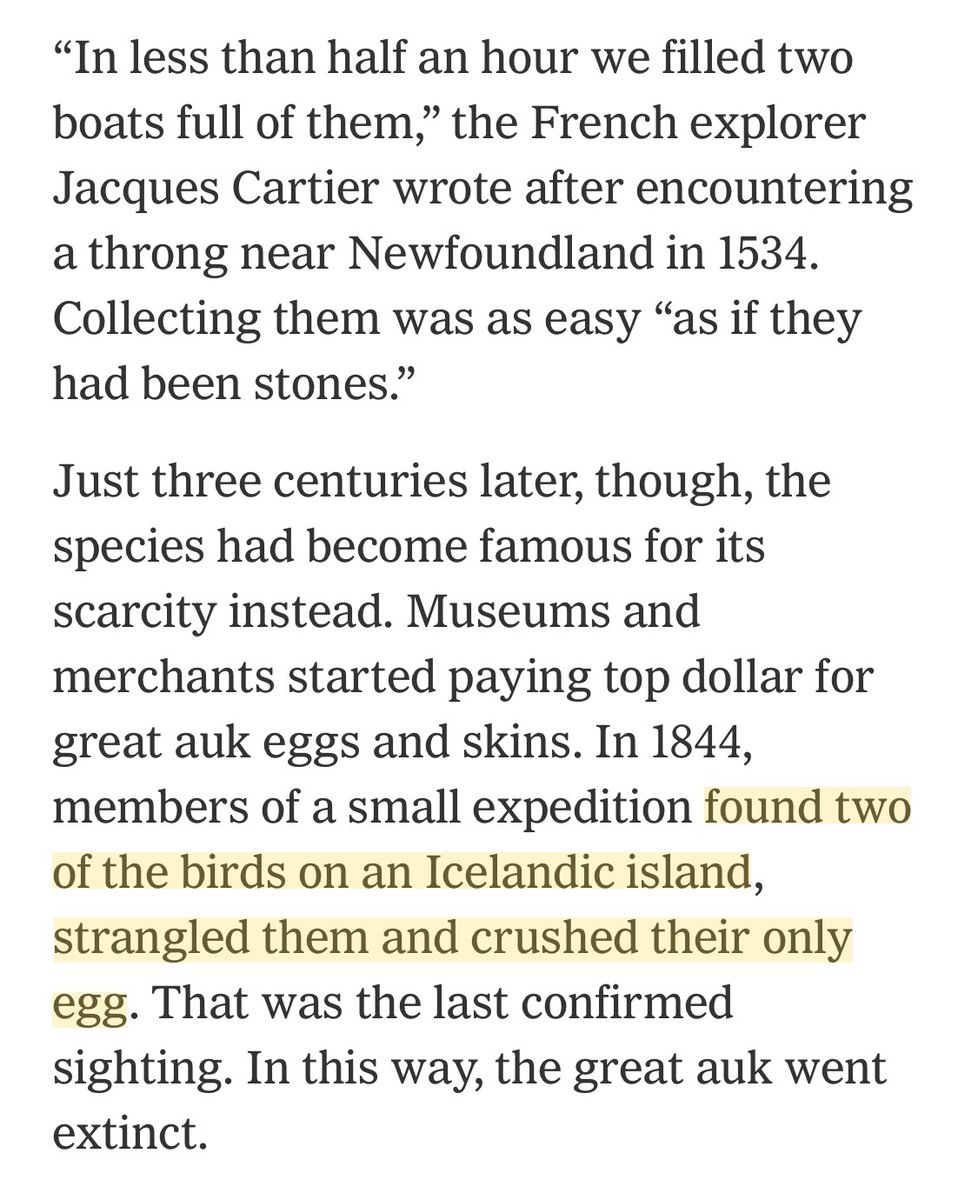 “In less than half an hour we filled two
boats full of them,” the French explorer
Jacques Cartier wrote after encountering
a throng near Newfoundland in 1534.
Collecting them was as easy “as if they
had been stones.”
Just three centuries later, though, the
species had become famous for its
scarcity instead. Museums and
merchants started paying top dollar for
great auk eggs and skins. In 1844,
members of a small expedition found two
of the birds on an Icelandic island,
strangled them and crushed their only
egg. That was the last confirmed
sighting. In this way, the great auk went
extinct.